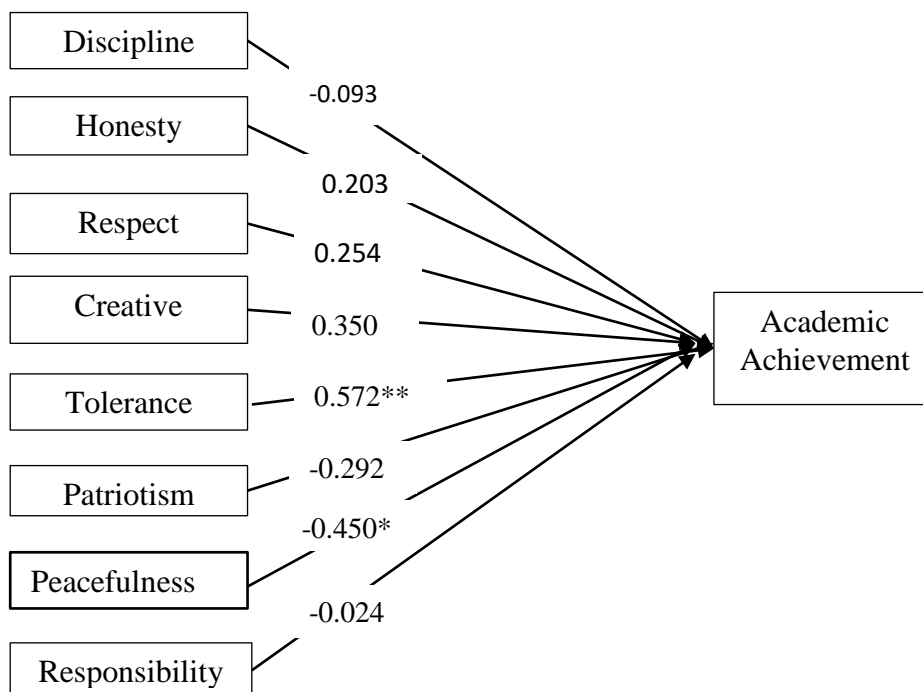 Discipline
-0.093
Honesty
0.203
Respect
0.254
Creative
0.350
Academic
Achievement
Tolerance
0.572**
Patriotism
-0.292
Peacefulness
-0.450*
Responsibility
-0.024